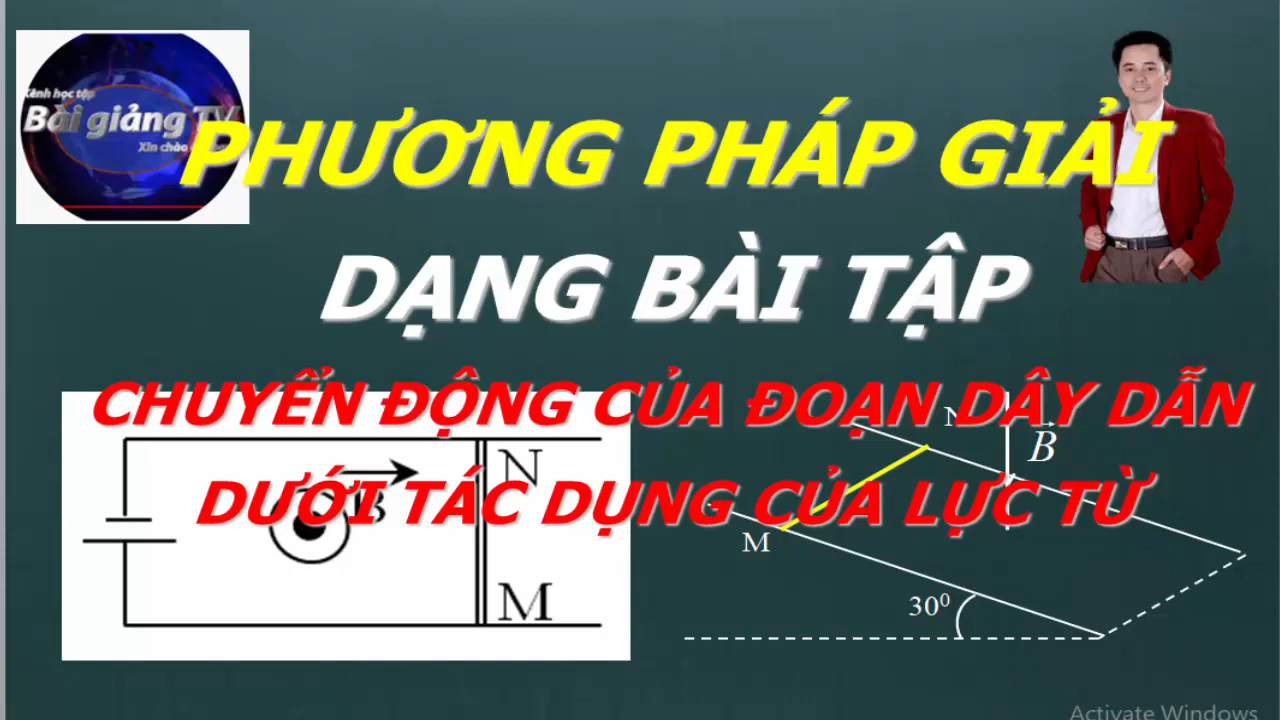 Kênh học tập
Bài giảng TV
Xin chào
PHƯƠNG PHÁP GIẢI
DẠNG BÀI TẬP
CHUYỂN ĐỘNG CỦA ĐOẠN DÂY DẪN
DƯỚI TÁC DỤNG CỦA LỰC TỪ
N
B
M
N
B
M
30⁰
Activate Windows